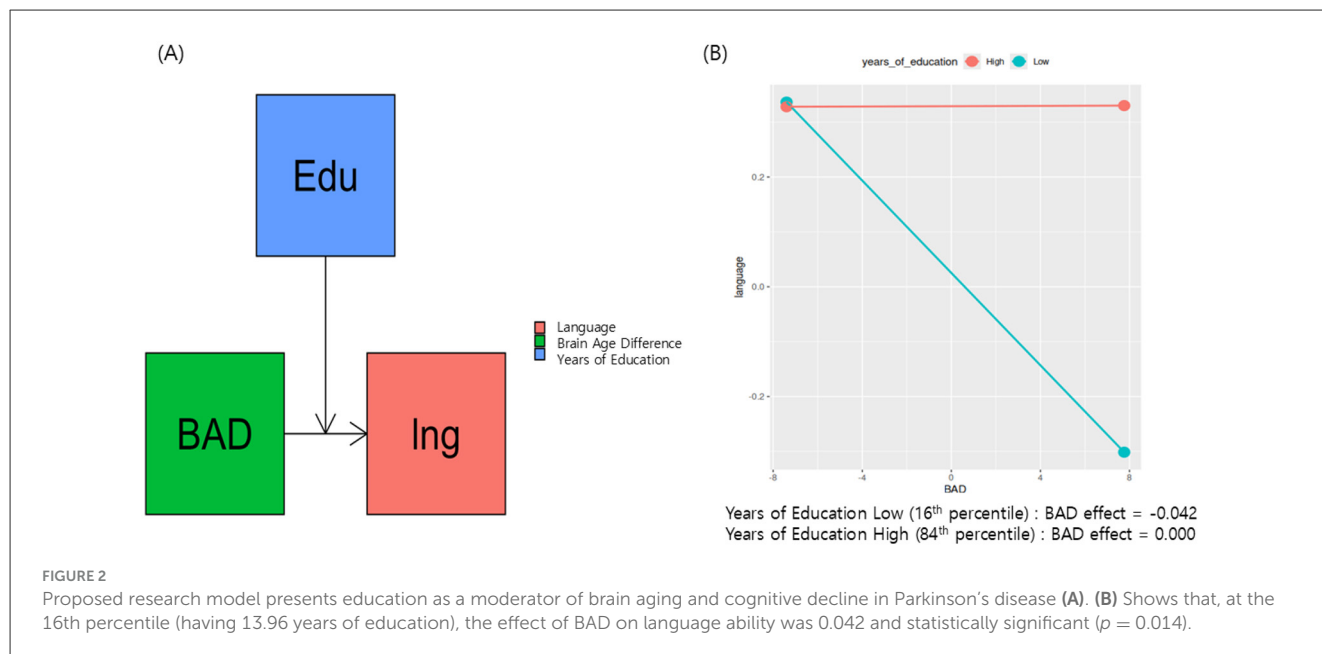 (A)
Edu
BAD
lng
Language
Brain Age Difference
Years of Education
(B)
years_of_education High Low
0.2
0.0
-0.2
language
-8 -4 0 4 8
BAD
Years of Education Low (16th percentile) : BAD effect = -0.042
Years of Education High (84th percentile) : BAD effect = 0.000
FIGURE 2
Proposed research model presents education as a moderator of brain aging and cognitive decline in Parkinson's disease (A). (B) Shows that, at the
16th percentile (having 13.96 years of education), the effect of BAD on language ability was 0.042 and statistically significant (p = 0.014).